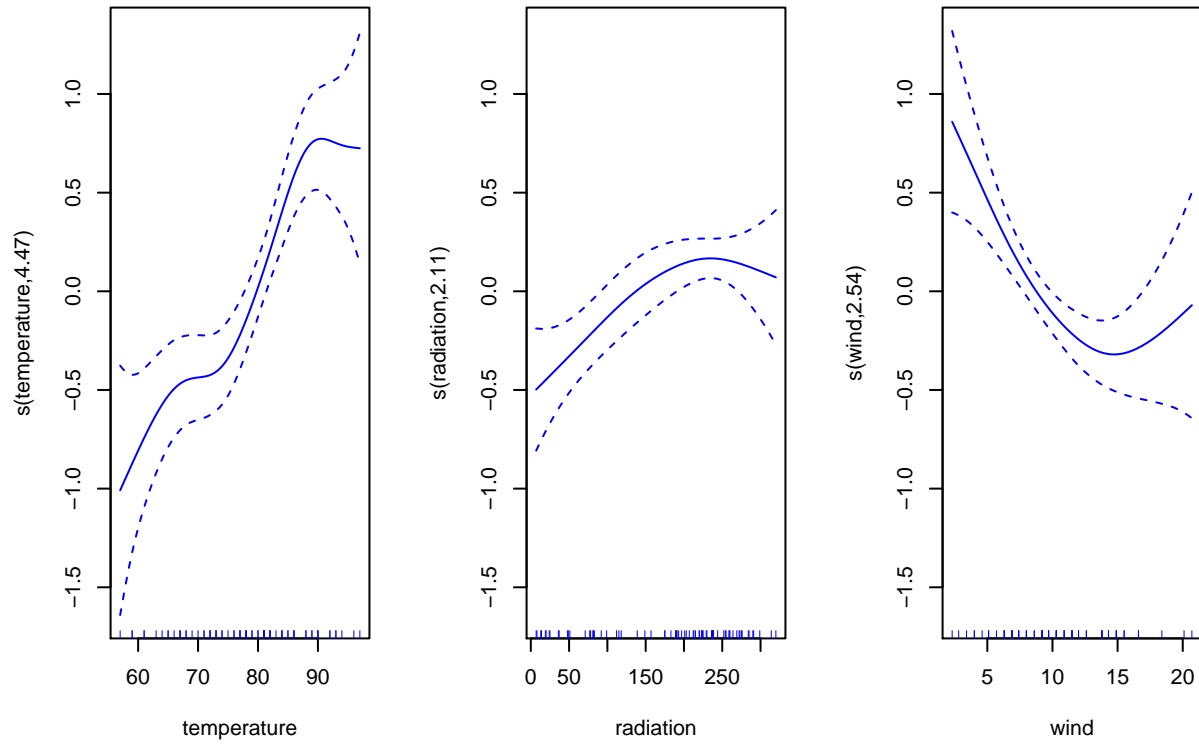 s(temperature,4.47)
−1.5 −1.0 −0.5 0.0 0.5 1.0
60 70 80 90
temperature
s(radiation,2.11)
−1.5 −1.0 −0.5 0.0 0.5 1.0
0 50 150 250
radiation
s(wind,2.54)
−1.5 −1.0 −0.5 0.0 0.5 1.0
5 10 15 20
wind